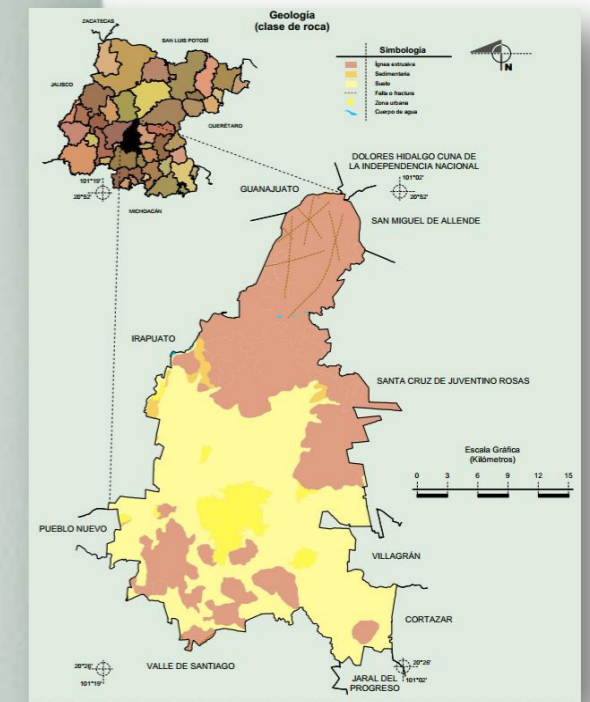 Geología
(clase de roca)
ZACATECAS
SAN LUIS POTOSÍ
JALISCO
QUERÉTARO
MICHOACÁN
101°19'
20°52'
Simbología
Ígnea extrusiva
Sedimentaria
Suelo
Falla o fractura
Zona urbana
Cuerpo de agua
N
DOLORES HIDALGO CUNA DE
LA INDEPENDENCIA NACIONAL
GUANAJUATO
101°02'
20°52'
SAN MIGUEL DE ALLENDE
IRAPUATO
SANTA CRUZ DE JUVENTINO ROSAS
Escala Gráfica
(Kilómetros)
0 3 6 9 12 15
PUEBLO NUEVO
VILLAGRÁN
CORTAZAR
VALLE DE SANTIAGO
JARAL DEL
PROGRESO
20°26'
101°19'
20°26'
101°02'